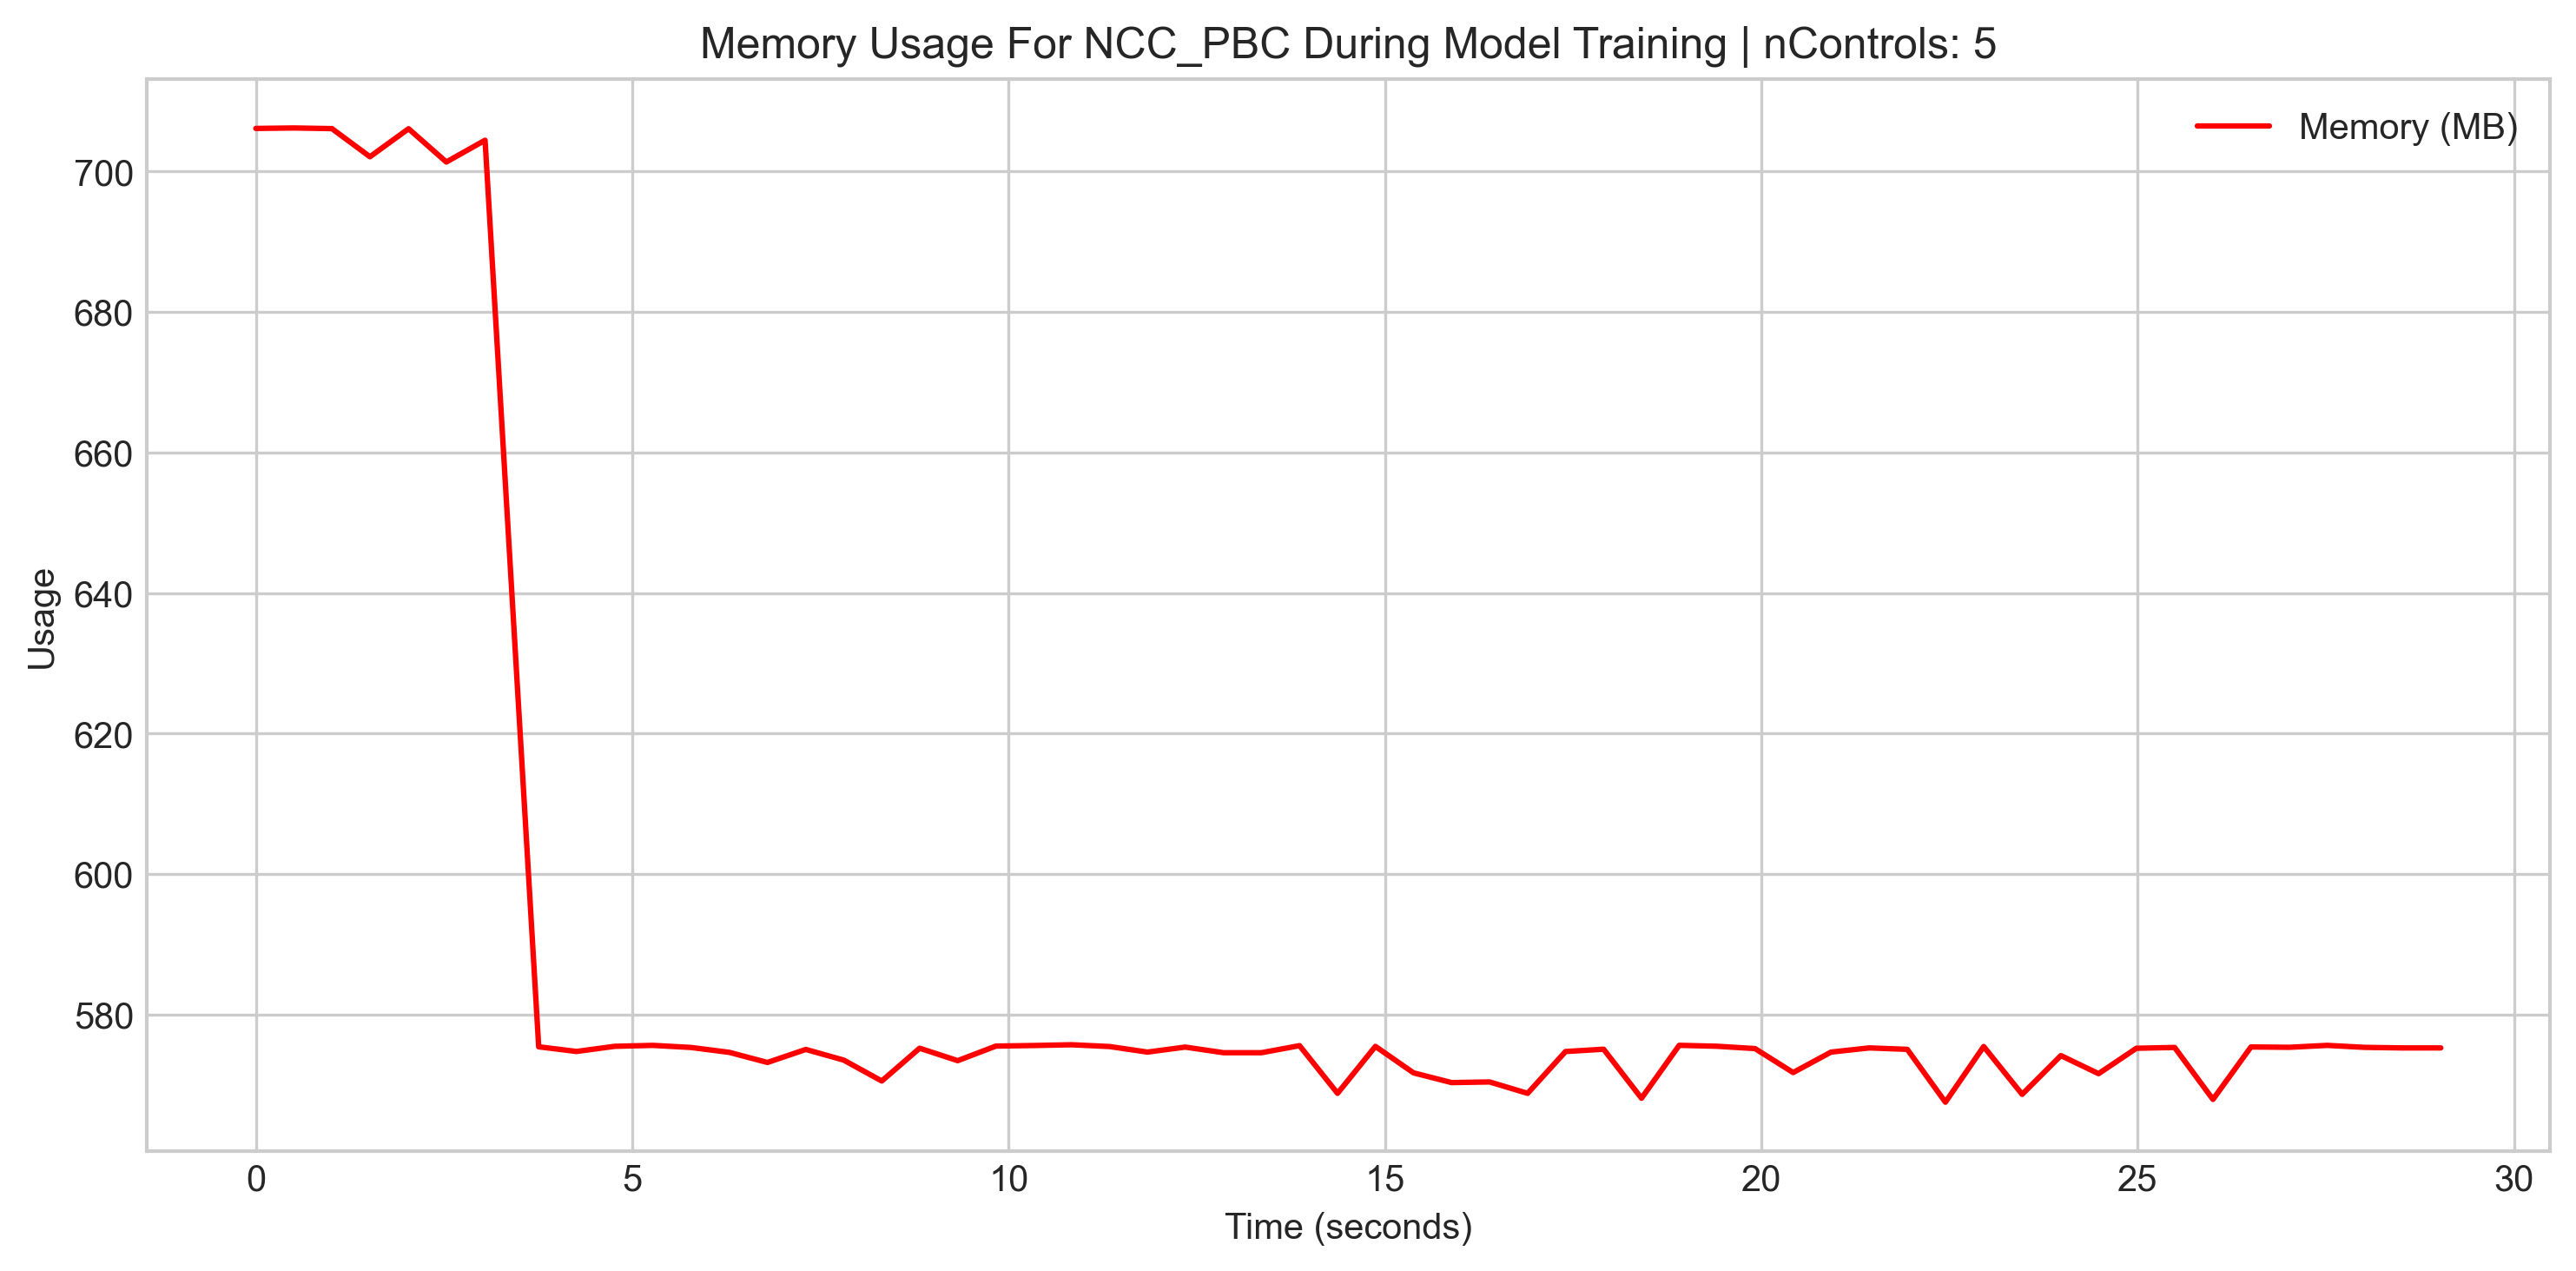 Memory Usage For NCC_PBC During Model Training | nControls: 5
Memory (MB)
700
680
660
640
620
600
580
Usage
0 5 10 15 20 25 30
Time (seconds)